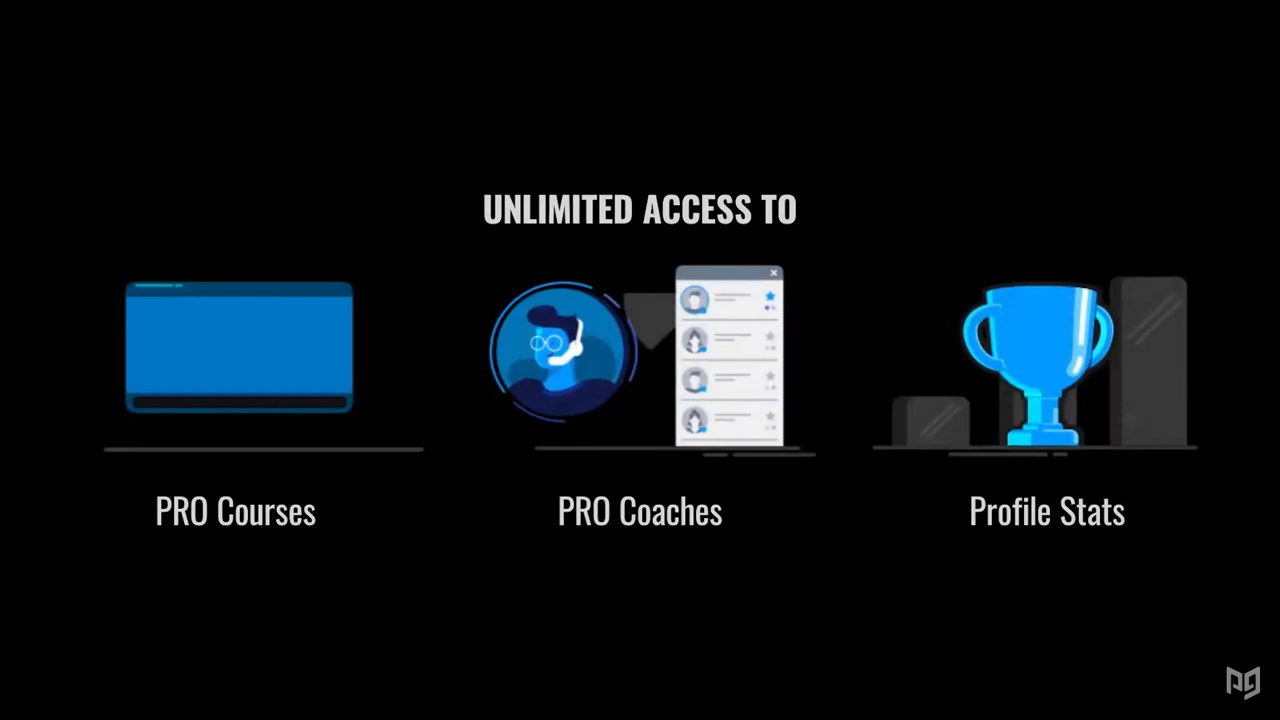 UNLIMITED ACCESS TO
PRO Courses
PRO Coaches
Profile Stats